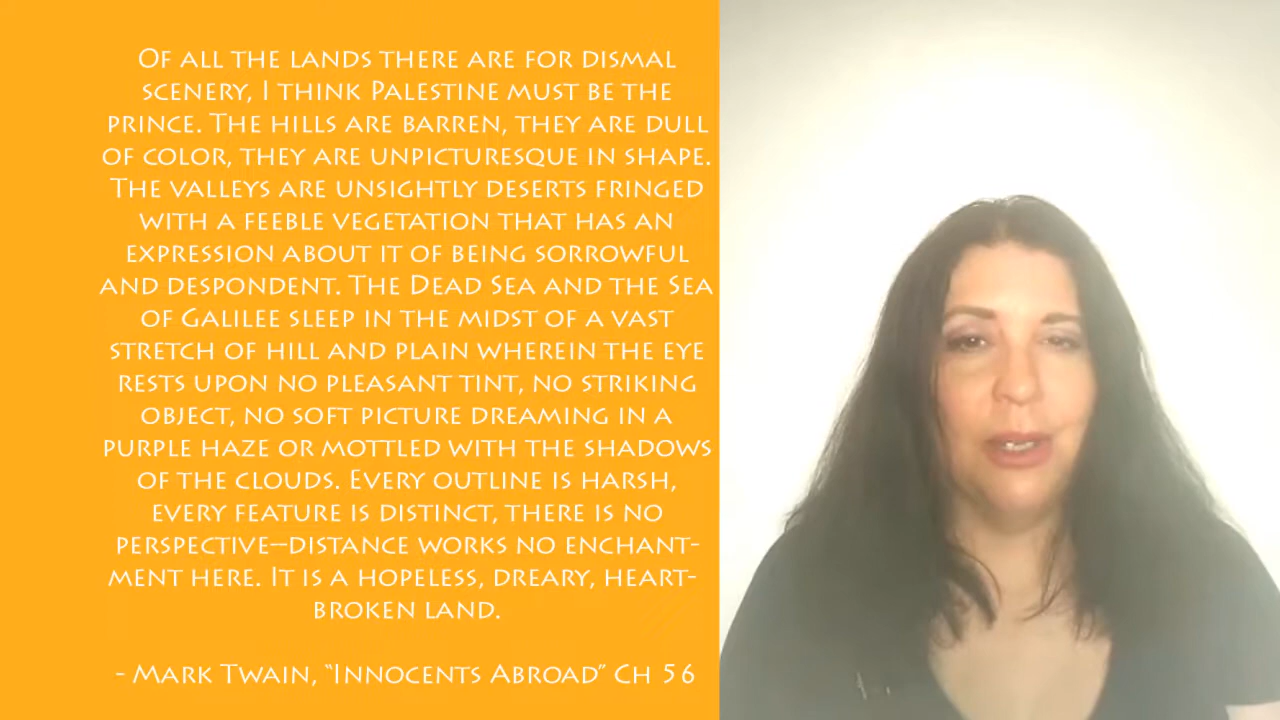 Of all the lands there are for dismal
scenery, I think Palestine must be the
prince. The hills are barren, they are dull
of color, they are unpicturesque in shape.
The valleys are unsightly deserts fringed
with a feeble vegetation that has an
expression about it of being sorrowful
and despondent. The Dead Sea and the Sea
of Galilee sleep in the midst of a vast
stretch of hill and plain wherein the eye
rests upon no pleasant tint, no striking
object, no soft picture dreaming in a
purple haze or mottled with the shadows
of the clouds. Every outline is harsh,
every feature is distinct, there is no
perspective—distance works no enchant-
ment here. It is a hopeless, dreary, heart-
broken land.
- Mark Twain, “Innocents Abroad” Ch 56